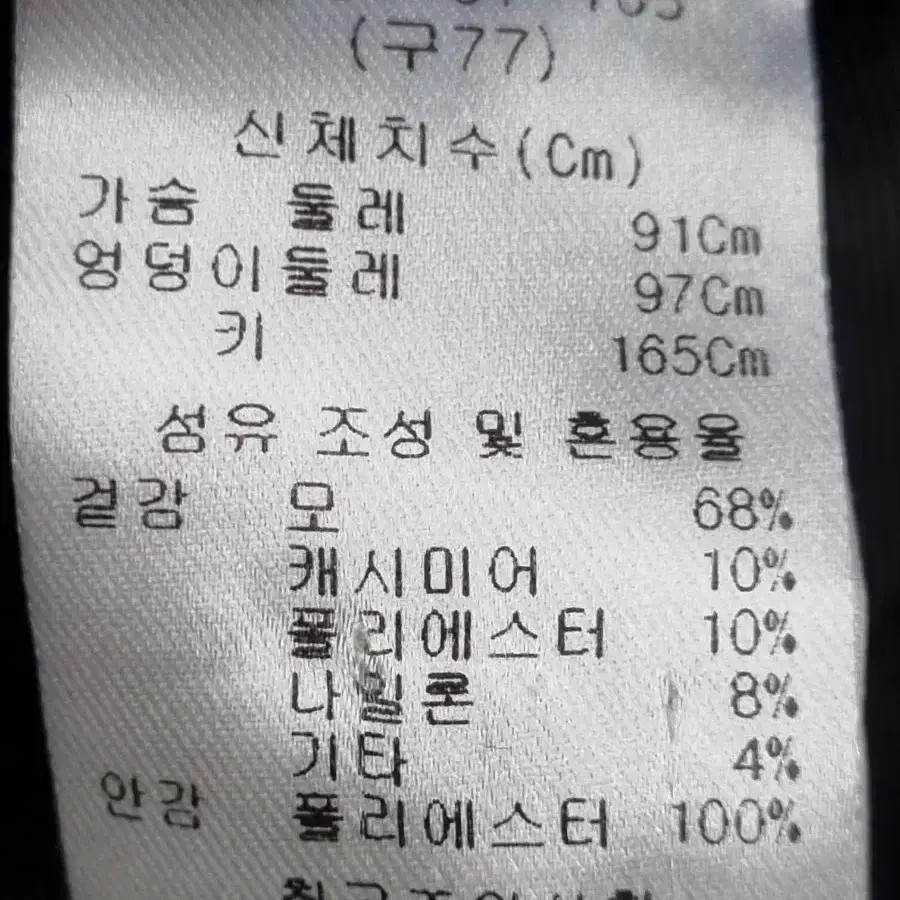 (구77)
신체치수(Cm)
가슴 둘레 91Cm
엉덩이둘레 97Cm
키 165Cm
섬유 조성 및 혼용율
겉감 모 68%
캐시미어 10%
폴리에스터 10%
나일론 8%
기타 4%
안감 폴리에스터 100%